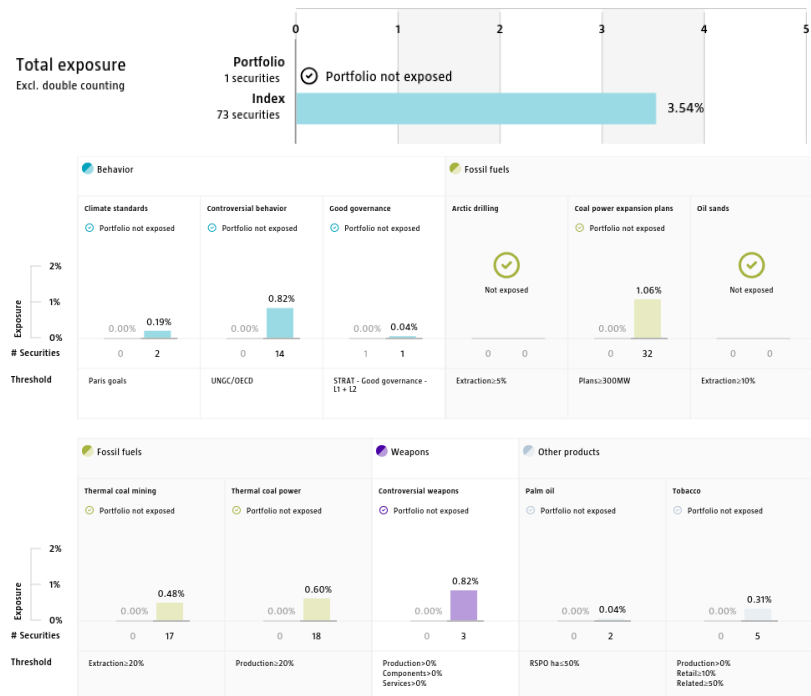 0 1 2 3 4 5
Total exposure
Excl. double counting
Portfolio
1 securities
Portfolio not exposed
Index
73 securities
3.54%
Behavior
Fossil fuels
Climate standards Controversial behavior Good governance Arctic drilling Coal power expansion plans Oil sands
Portfolio not exposed Portfolio not exposed Portfolio not exposed Portfolio not exposed
Not exposed Not exposed
Exposure
2%
1%
0%
0.00% 0.19% 0.00% 0.82% 0.00% 0.04% 0.00% 1.06%
# Securities 0 2 0 14 1 1 0 0 0 32 0 0
Threshold Paris goals UNGC/OECD STRAT - Good governance - Extraction≥5% Plans≥300MW Extraction≥10%
L1 + L2
Fossil fuels
Weapons
Other products
Thermal coal mining Thermal coal power Controversial weapons Palm oil Tobacco
Portfolio not exposed Portfolio not exposed Portfolio not exposed Portfolio not exposed Portfolio not exposed
Exposure
2%
1%
0%
0.00% 0.48% 0.00% 0.60% 0.00% 0.82% 0.00% 0.04% 0.00% 0.31%
# Securities 0 17 0 18 0 3 0 2 0 5
Threshold Extraction≥20% Production≥20% Production>0% RSPO ha≤50% Production>0%
Components>0% Retail≥10%
Services>0% Related≥50%